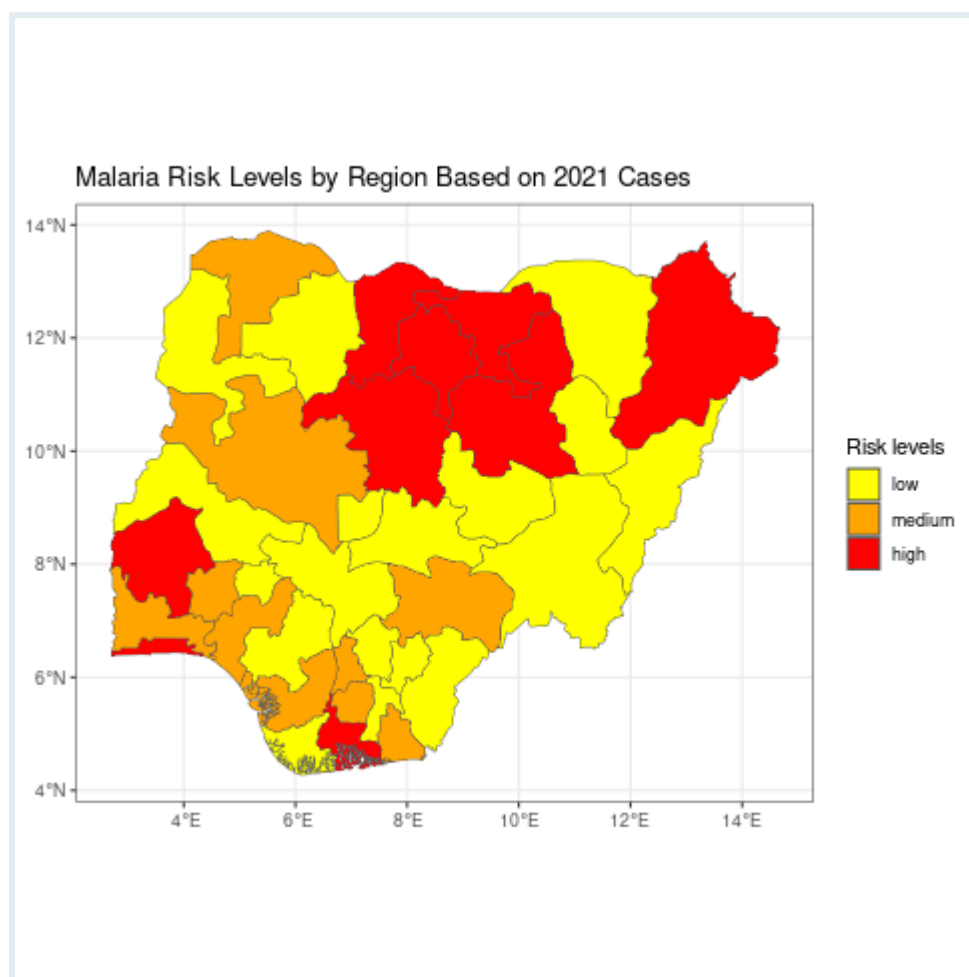 Malaria Risk Levels by Region Based on 2021 Cases
14°N
12°N
10°N
8°N
6°N
4°N
4°E
6°E
8°E
10°E
12°E
14°E
Risk levels
low
medium
high